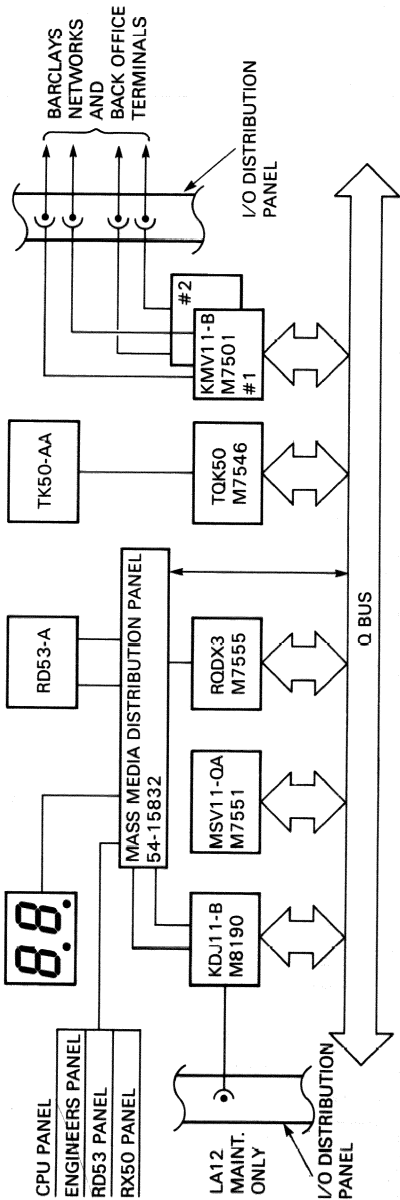 CPU PANEL
ENGINEERS PANEL
RD53 PANEL
RX50 PANEL
88.
RD53-A
TK50-AA
BARCLAYS
NETWORKS
AND
BACK OFFICE
TERMINALS
MASS MEDIA DISTRIBUTION PANEL
54-15832
I/O DISTRIBUTION
PANEL
LA12
MAINT.
ONLY
KDJ11-B
M8190
MSV11-QA
M7551
RQDX3
M7555
TQK50
M7546
#2
KMV11-B
M7501
#1
I/O DISTRIBUTION
PANEL
Q BUS